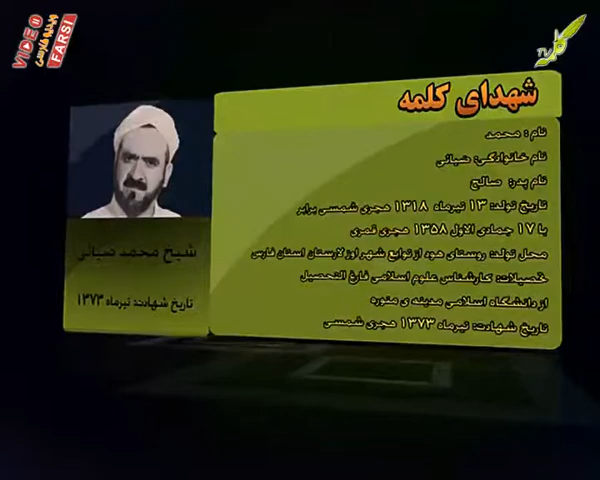 VIDEO
ویدیو فارسی
FARSI
کلمه
TV
شهدای کلمه
نام : محمد
نام خانوادگی: ضیائی
نام پدر: صالح
تاریخ تولد: ۱۳ تیرماه ۱۳۱۸ هجری شمسی برابر
با ۱۷ جمادی الاول ۱۳۵۸ هجری قمری
محل تولد: روستای هود از توابع شهر اوز لارستان استان فارس
تحصیلات: کارشناس علوم اسلامی فارغ التحصیل
از دانشگاه اسلامی مدینه ی منوره
تاریخ شهادت: تیرماه ۱۳۷۳ هجری شمسی
شیخ محمد ضیائی
تاریخ شهادت: تیرماه ۱۳۷۳